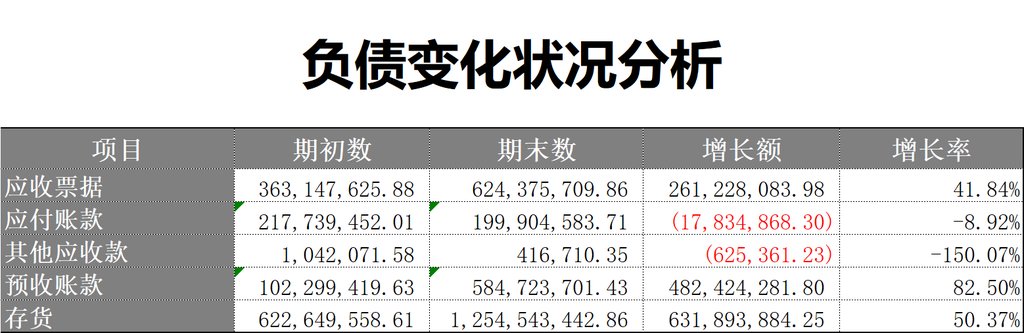 负债变化状况分析
项目 期初数 期末数 增长额 增长率
应收票据 363,147,625.88 624,375,709.86 261,228,083.98 41.84%
应付账款 217,739,452.01 199,904,583.71 (17,834,868.30) -8.92%
其他应收款 1,042,071.58 416,710.35 (625,361.23) -150.07%
预收账款 102,299,419.63 584,723,701.43 482,424,281.80 82.50%
存货 622,649,558.61 1,254,543,442.86 631,893,884.25 50.37%